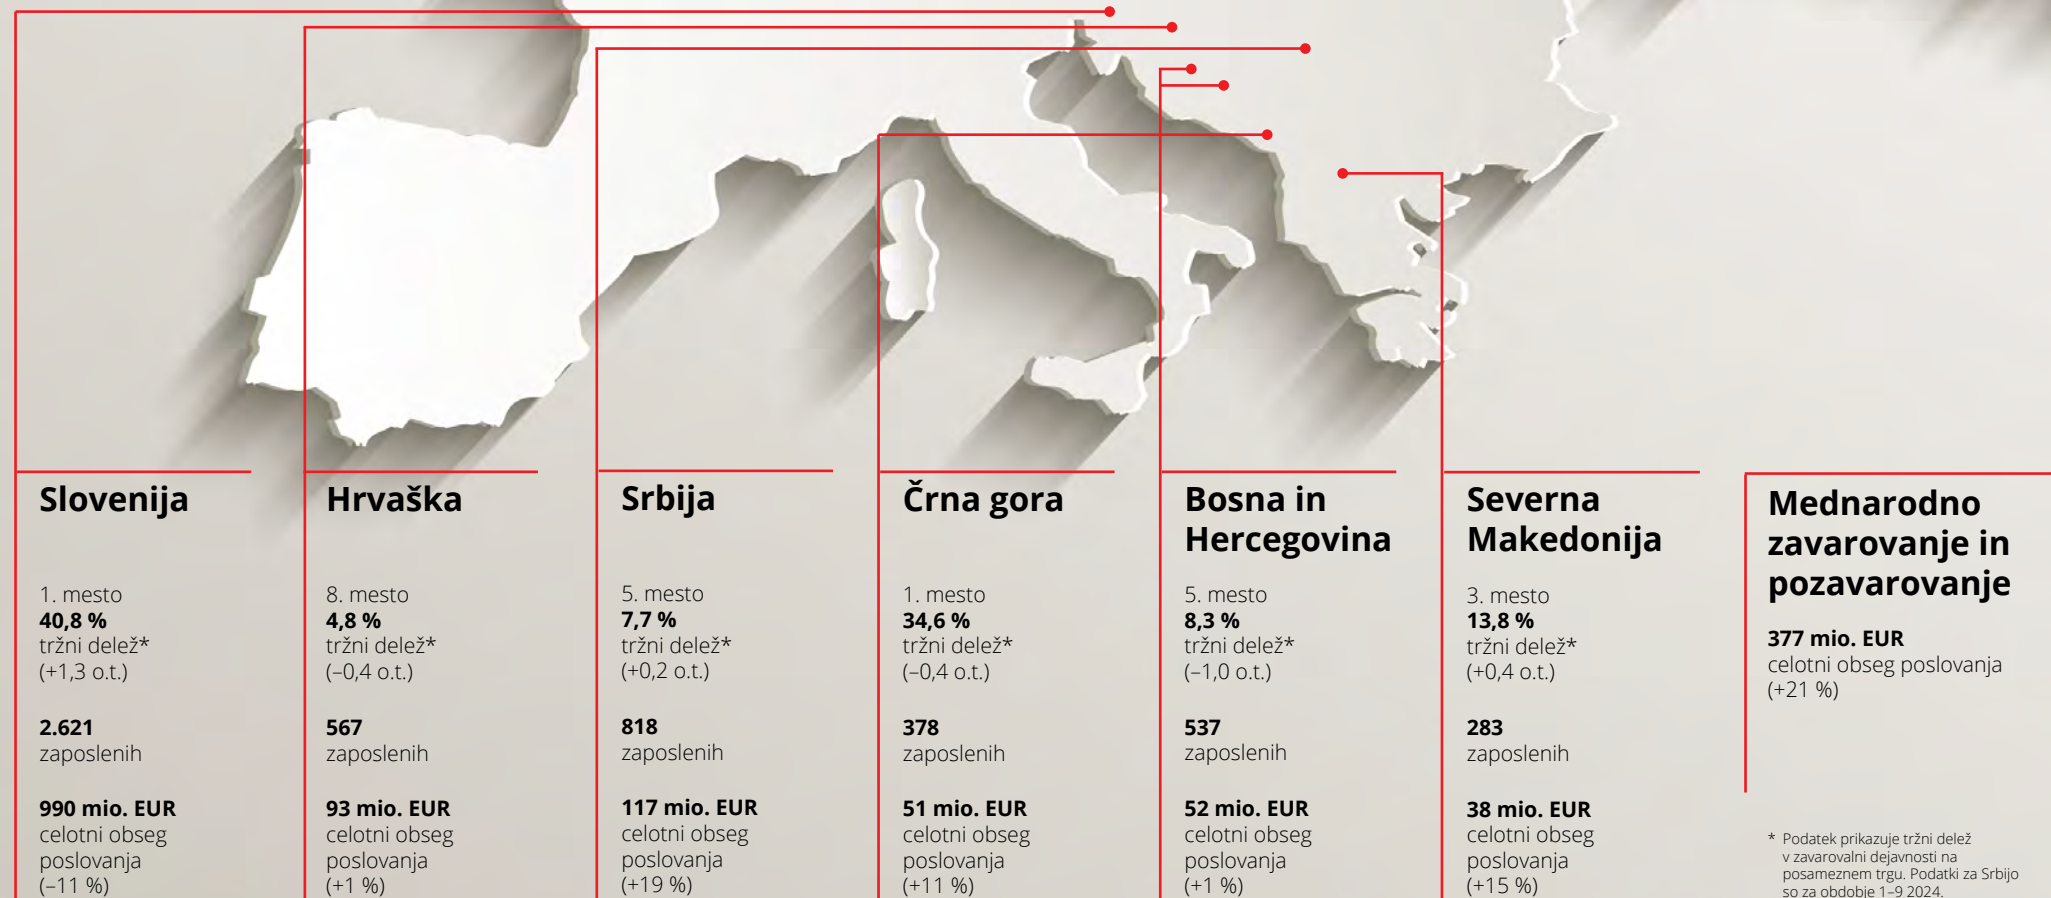 Slovenija
1. mesto
40,8 %
tržni delež*
(+1,3 o.t.)
2.621
zaposlenih
990 mio. EUR
celotni obseg
poslovanja
(–11 %)
Hrvaška
8. mesto
4,8 %
tržni delež*
(–0,4 o.t.)
567
zaposlenih
93 mio. EUR
celotni obseg
poslovanja
(+1 %)
Srbija
5. mesto
7,7 %
tržni delež*
(+0,2 o.t.)
818
zaposlenih
117 mio. EUR
celotni obseg
poslovanja
(+19 %)
Črna gora
1. mesto
34,6 %
tržni delež*
(–0,4 o.t.)
378
zaposlenih
51 mio. EUR
celotni obseg
poslovanja
(+11 %)
Bosna in
Hercegovina
5. mesto
8,3 %
tržni delež*
(–1,0 o.t.)
537
zaposlenih
52 mio. EUR
celotni obseg
poslovanja
(+1 %)
Severna
Makedonija
3. mesto
13,8 %
tržni delež*
(+0,4 o.t.)
283
zaposlenih
38 mio. EUR
celotni obseg
poslovanja
(+15 %)
Mednarodno
zavarovanje in
pozavarovanje
377 mio. EUR
celotni obseg poslovanja
(+21 %)
* Podatek prikazuje tržni delež
v zavarovalni dejavnosti na
posameznem trgu. Podatki za Srbijo
so za obdobje 1–9 2024.